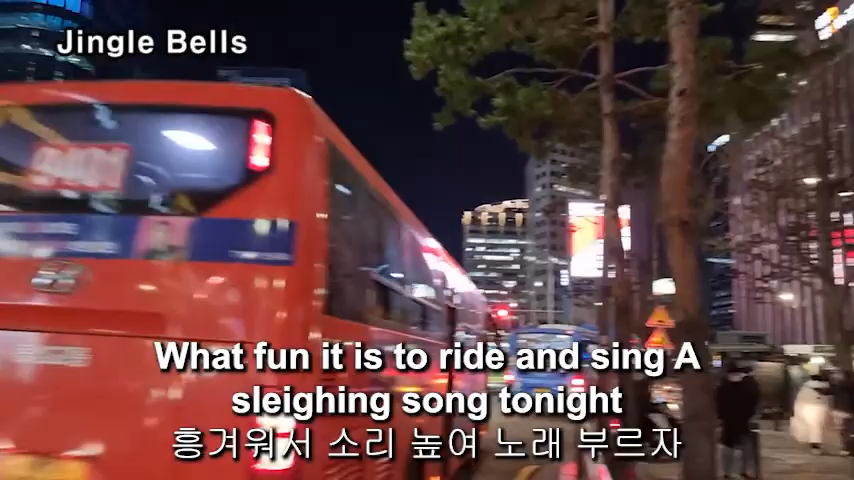 Jingle Bells
9401
What fun it is to ride and sing A
sleighing song tonight
흥겨워서 소리 높여 노래 부르자